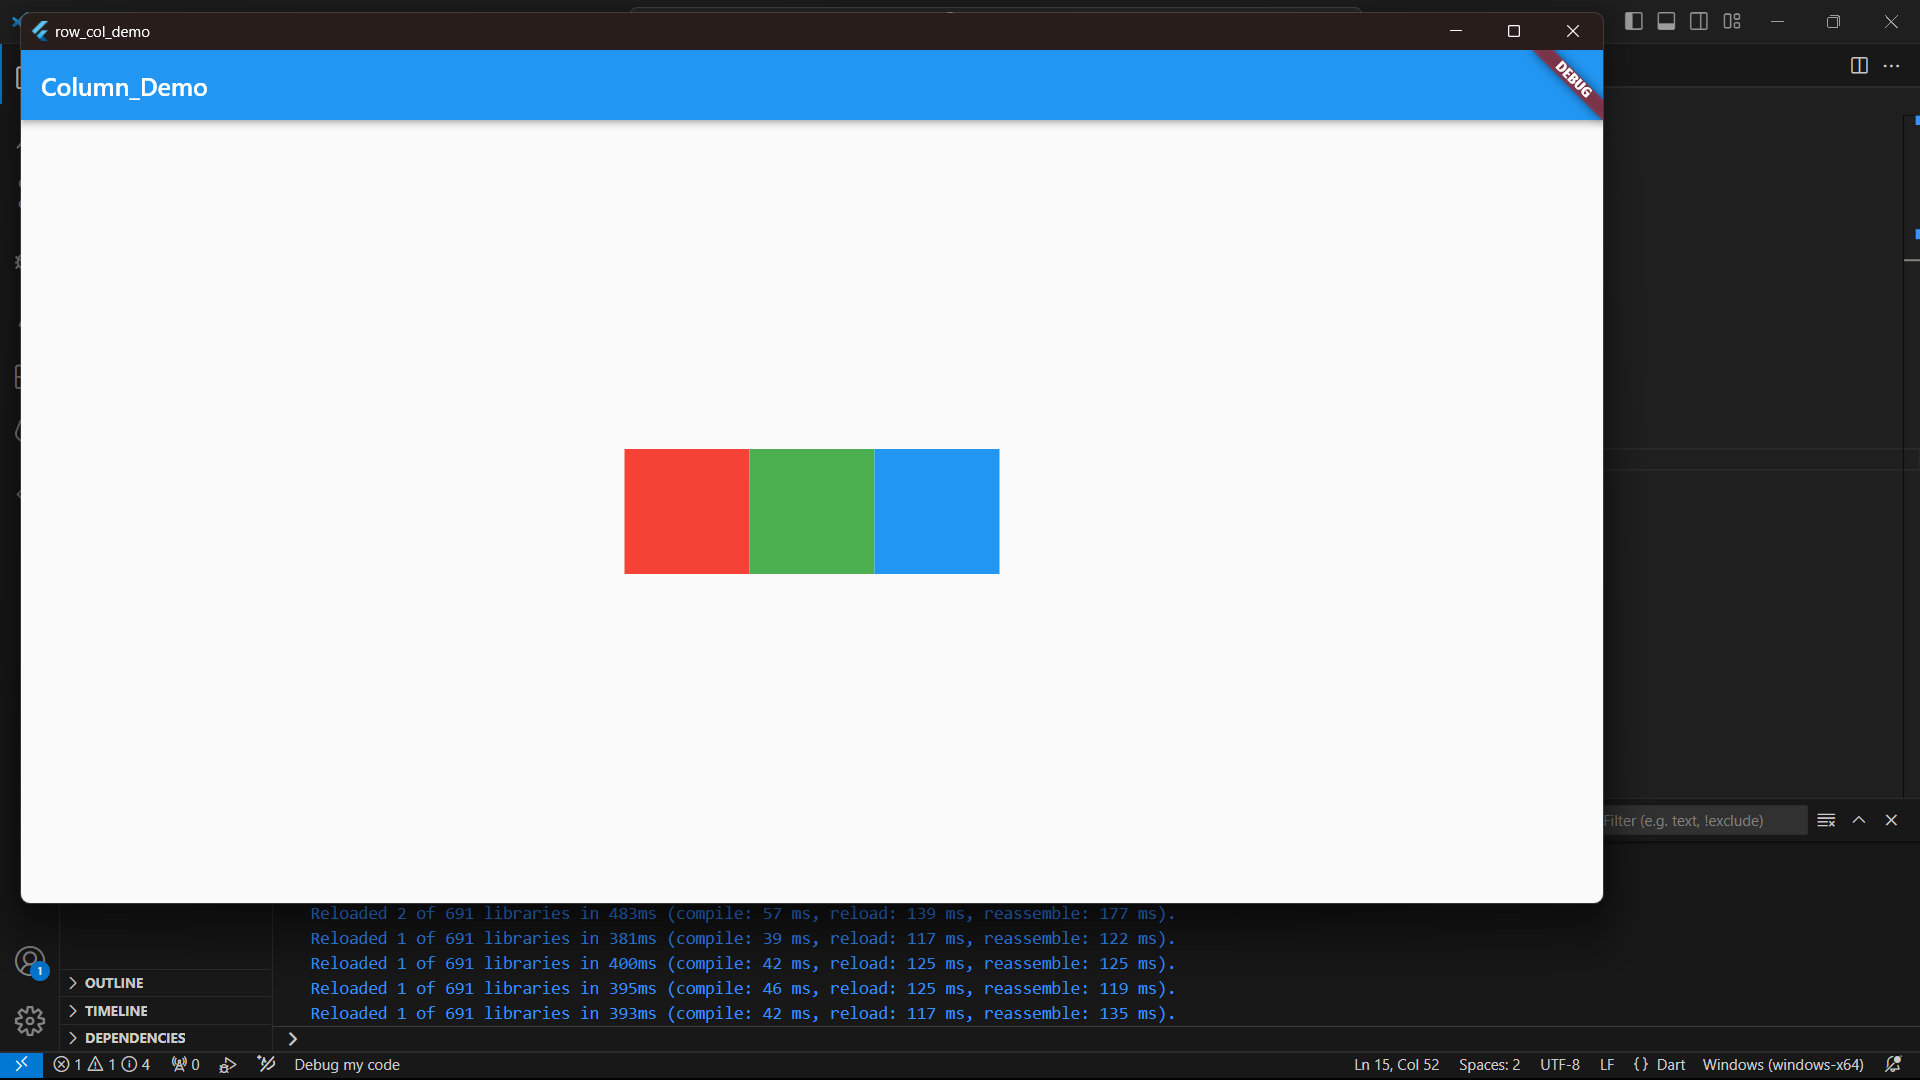 row_col_demo
Column_Demo
DEBUG
Filter (e.g. text, !exclude)
Reloaded 2 of 691 libraries in 483ms (compile: 57 ms, reload: 139 ms, reassemble: 177 ms).
Reloaded 1 of 691 libraries in 381ms (compile: 39 ms, reload: 117 ms, reassemble: 122 ms).
Reloaded 1 of 691 libraries in 400ms (compile: 42 ms, reload: 125 ms, reassemble: 125 ms).
Reloaded 1 of 691 libraries in 395ms (compile: 46 ms, reload: 125 ms, reassemble: 119 ms).
Reloaded 1 of 691 libraries in 393ms (compile: 42 ms, reload: 117 ms, reassemble: 135 ms).
1
OUTLINE
TIMELINE
DEPENDENCIES
1 1 4 0 Debug my code Ln 15, Col 52 Spaces: 2 UTF-8 LF {} Dart Windows (windows-x64)